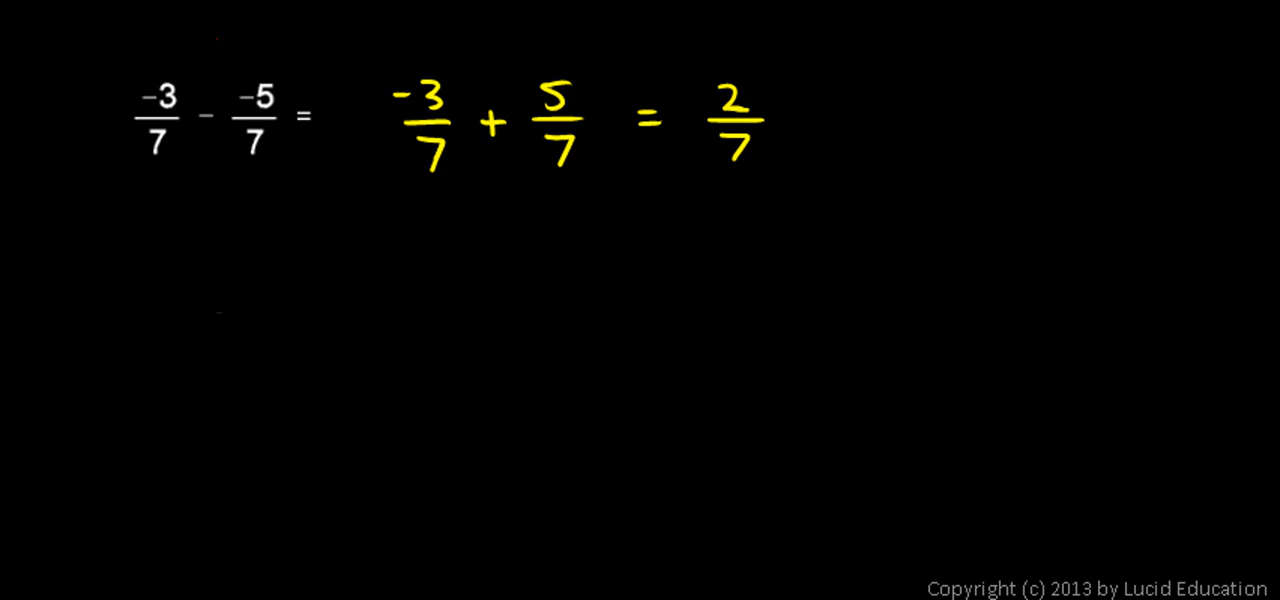 -3/7 - -5/7 = -3/7 + 5/7 = 2/7
Copyright (c) 2013 by Lucid Education